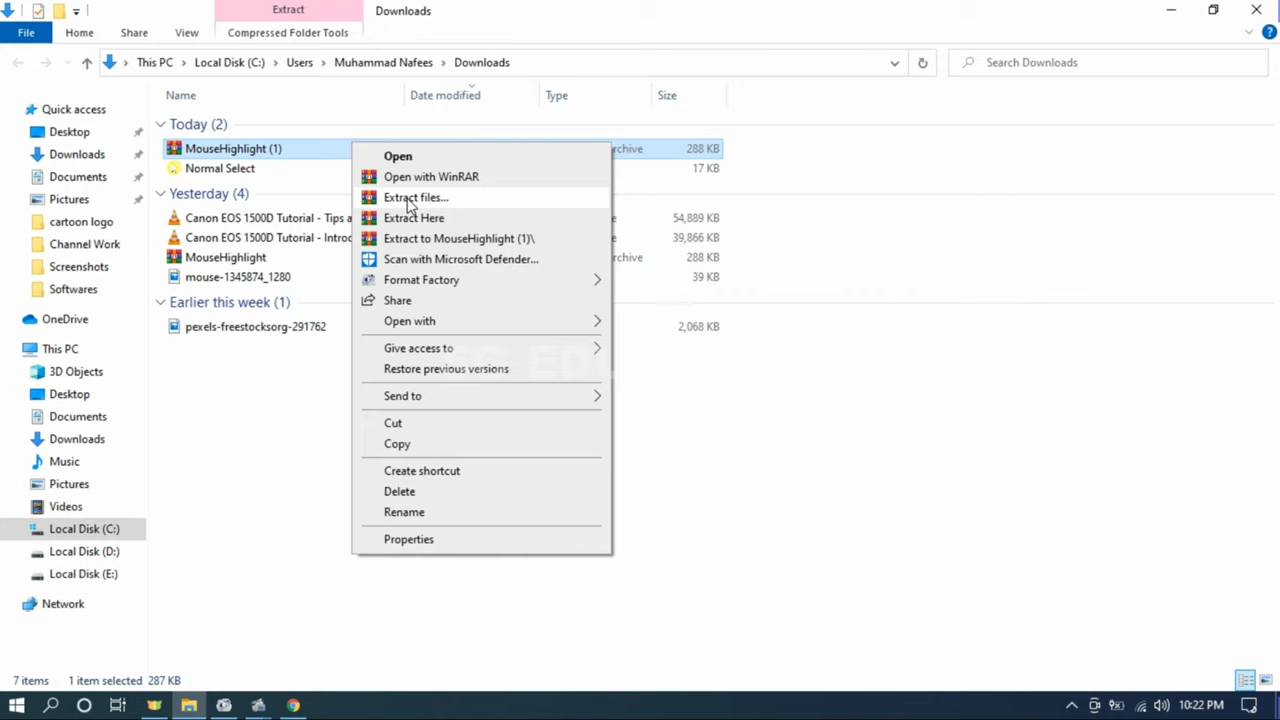 Extract
Downloads
File
Home
Share
View
Compressed Folder Tools
This PC
Local Disk (C:)
Users
Muhammad Nafees
Downloads
Search Downloads
Name
Date modified
Type
Size
Quick access
Desktop
Downloads
Documents
Pictures
cartoon logo
Channel Work
Screenshots
Softwares
OneDrive
This PC
3D Objects
Desktop
Documents
Downloads
Music
Pictures
Videos
Local Disk (C:)
Local Disk (D:)
Local Disk (E:)
Network
Today (2)
MouseHighlight (1)
288 KB
Normal Select
17 KB
Yesterday (4)
Canon EOS 1500D Tutorial - Tips a
54,889 KB
Canon EOS 1500D Tutorial - Introc
39,866 KB
MouseHighlight
288 KB
mouse-1345874_1280
39 KB
Earlier this week (1)
pexels-freestocksorg-291762
2,068 KB
Open
Open with WinRAR
Extract files...
Extract Here
Extract to MouseHighlight (1)\
Scan with Microsoft Defender...
Format Factory
Share
Open with
Give access to
Restore previous versions
Send to
Cut
Copy
Create shortcut
Delete
Rename
Properties
7 items
1 item selected 287 KB
10:22 PM